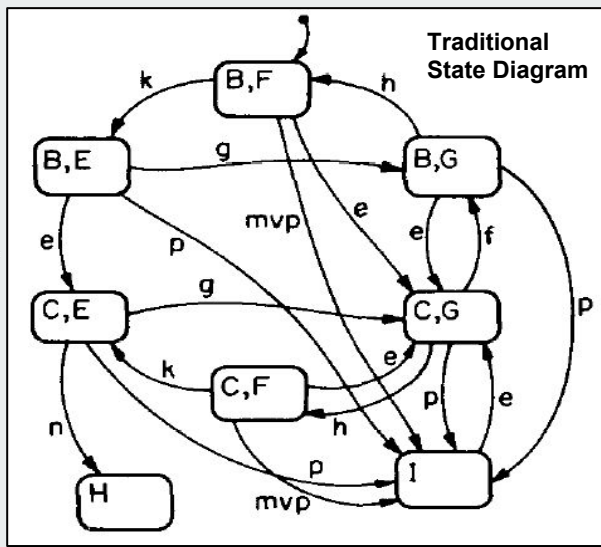 Traditional
State Diagram
B,F
k
h
B,E
B,G
g
e
mvp
e
p
e
f
p
C,E
g
C,G
k
C,F
e
h
p
e
n
p
I
mvp
H